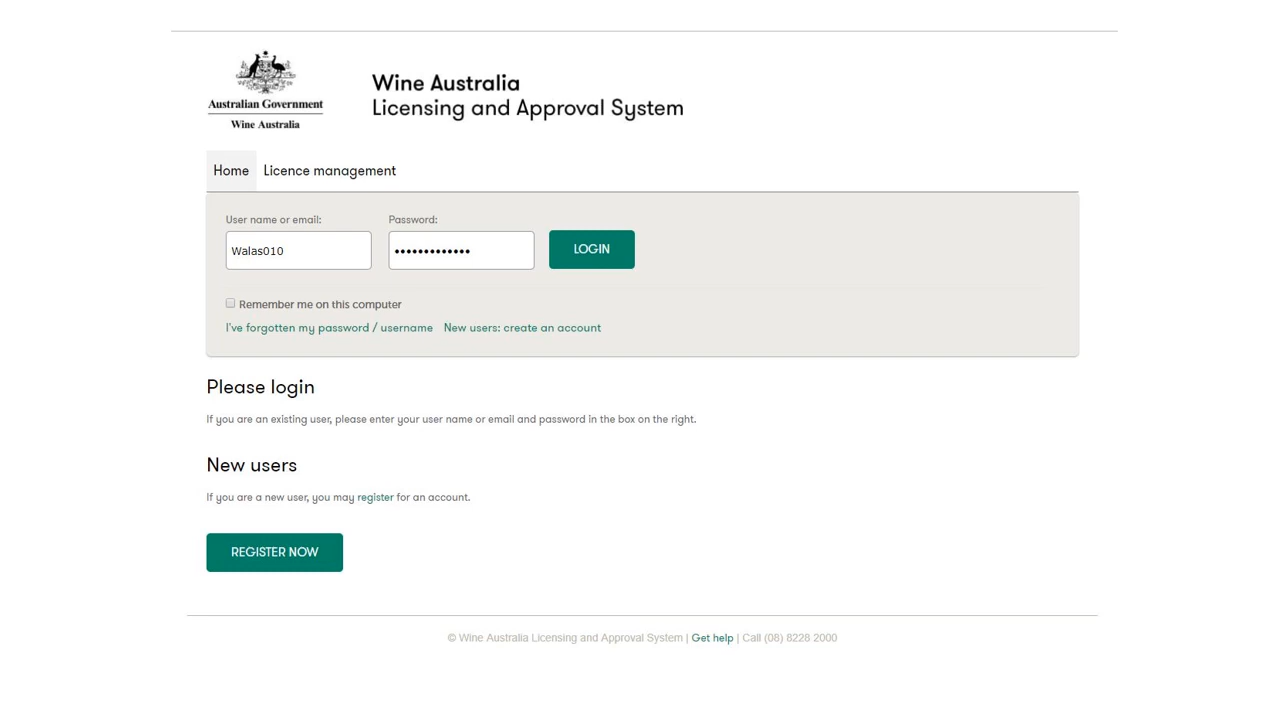 Australian Government
Wine Australia
Wine Australia
Licensing and Approval System
Home Licence management
User name or email: Password:
Walas010 ••••••••••••• LOGIN
Remember me on this computer
I've forgotten my password / username New users: create an account
Please login
If you are an existing user, please enter your user name or email and password in the box on the right.
New users
If you are a new user, you may register for an account.
REGISTER NOW
© Wine Australia Licensing and Approval System | Get help | Call (08) 8228 2000